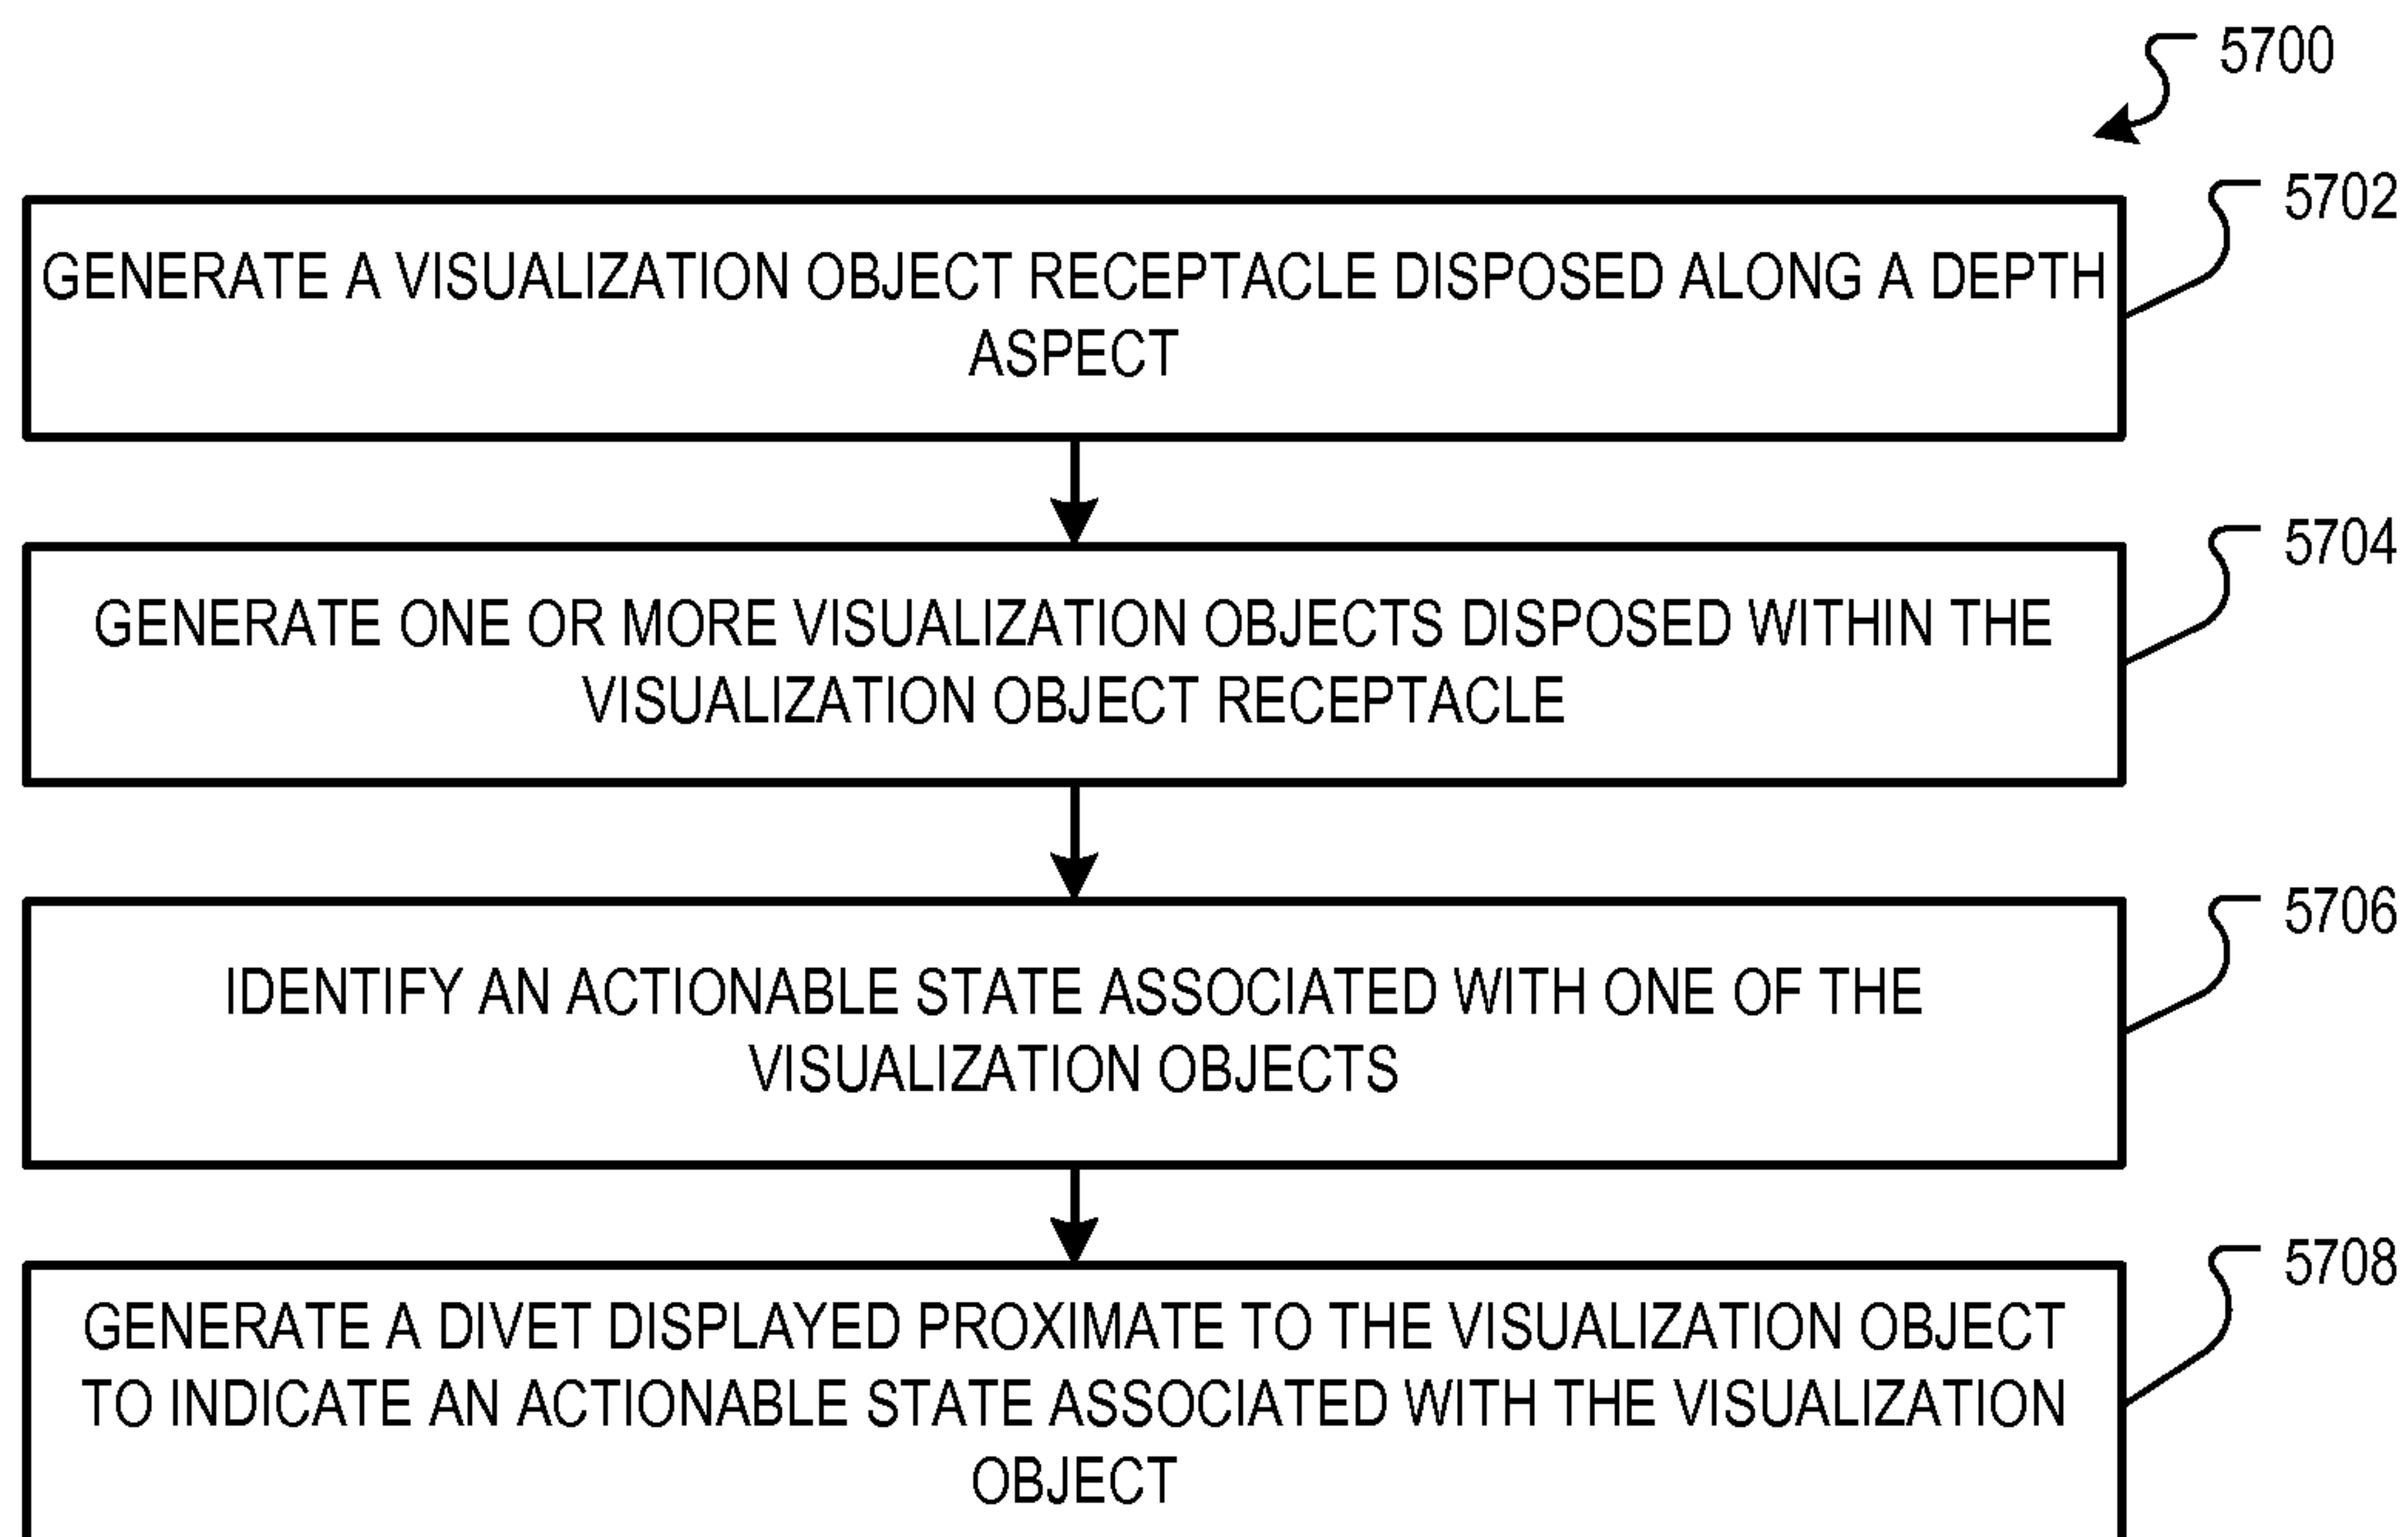 5700
5702
GENERATE A VISUALIZATION OBJECT RECEPTACLE DISPOSED ALONG A DEPTH
ASPECT
5704
GENERATE ONE OR MORE VISUALIZATION OBJECTS DISPOSED WITHIN THE
VISUALIZATION OBJECT RECEPTACLE
5706
IDENTIFY AN ACTIONABLE STATE ASSOCIATED WITH ONE OF THE
VISUALIZATION OBJECTS
5708
GENERATE A DIVET DISPLAYED PROXIMATE TO THE VISUALIZATION OBJECT
TO INDICATE AN ACTIONABLE STATE ASSOCIATED WITH THE VISUALIZATION
OBJECT